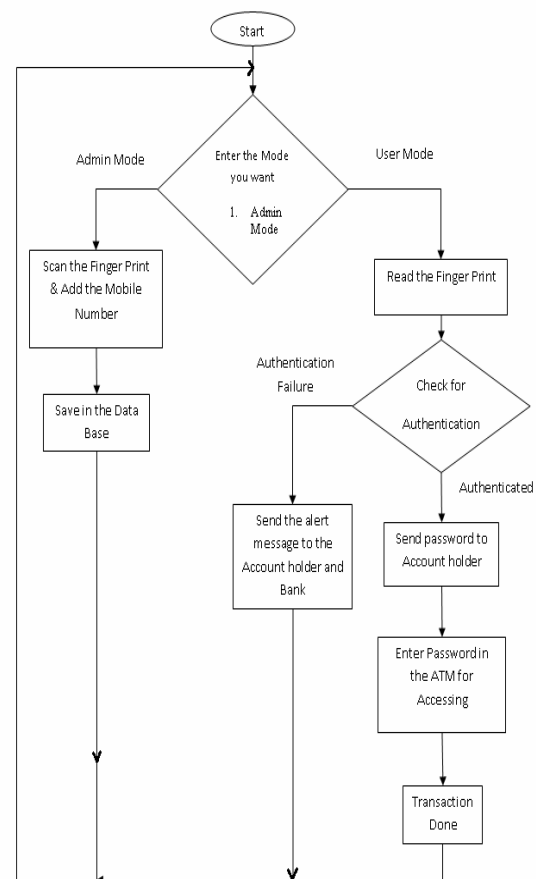 Start
Admin Mode
Enter the Mode
you want
1. Admin
Mode
User Mode
Scan the Finger Print
& Add the Mobile
Number
Read the Finger Print
Authentication
Failure
Check for
Authentication
Save in the Data
Base
Authenticated
Send the alert
message to the
Account holder and
Bank
Send password to
Account holder
Enter Password in
the ATM for
Accessing
Transaction
Done